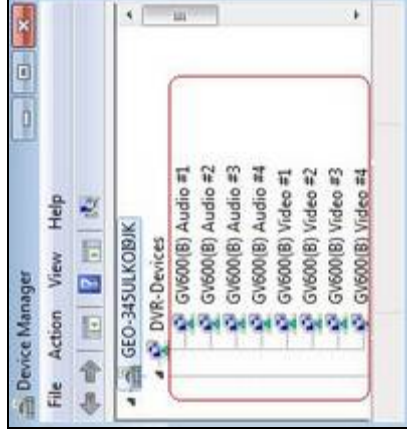 Device Manager
File Action View Help
GEO-345ULKOI9JK
DVR-Devices
GV600(B) Audio #1
GV600(B) Audio #2
GV600(B) Audio #3
GV600(B) Audio #4
GV600(B) Video #1
GV600(B) Video #2
GV600(B) Video #3
GV600(B) Video #4